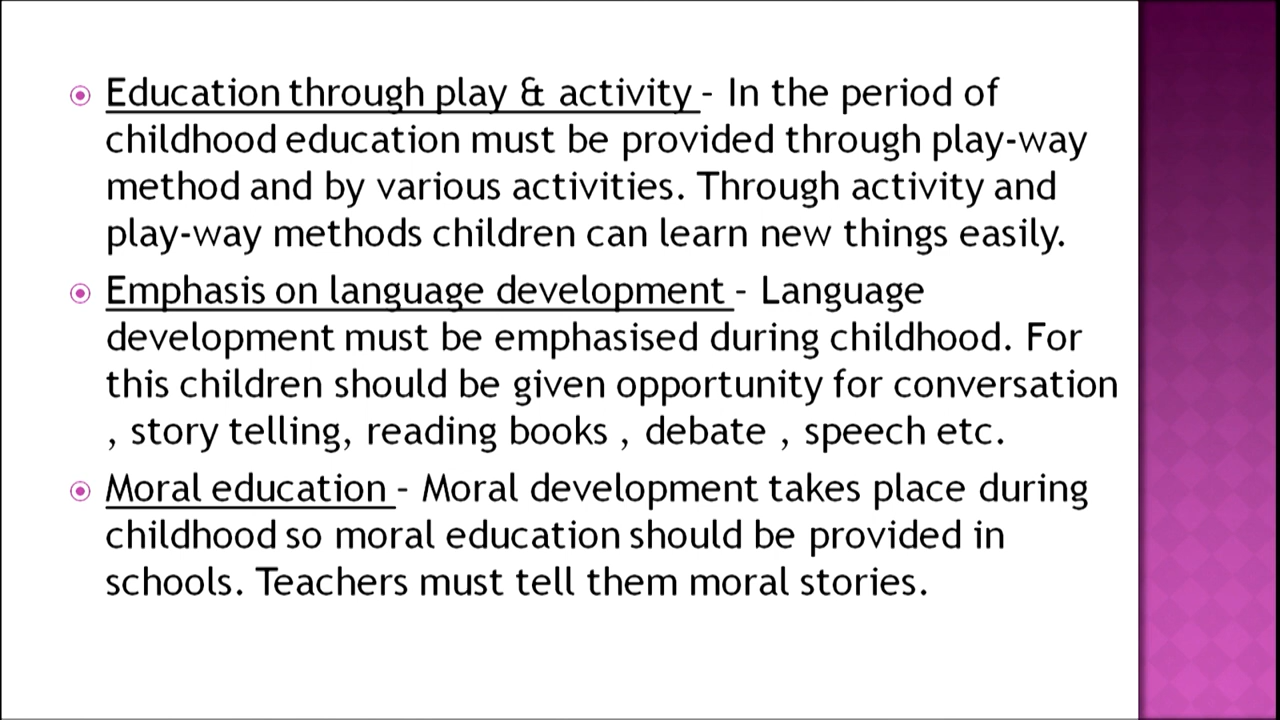 Education through play & activity - In the period of
childhood education must be provided through play-way
method and by various activities. Through activity and
play-way methods children can learn new things easily.
Emphasis on language development - Language
development must be emphasised during childhood. For
this children should be given opportunity for conversation
, story telling, reading books , debate , speech etc.
Moral education - Moral development takes place during
childhood so moral education should be provided in
schools. Teachers must tell them moral stories.